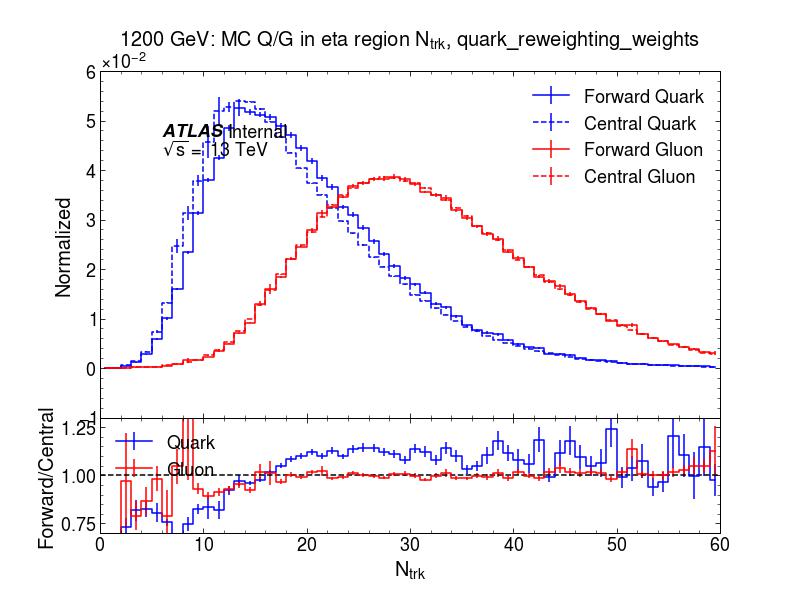 1200 GeV: MC Q/G in eta region N_trk, quark_reweighting_weights
×10⁻²
6
5
4
3
2
1
0
−1
Normalized
ATLAS Internal
√s = 13 TeV
Forward Quark
Central Quark
Forward Gluon
Central Gluon
1.25
1.00
0.75
Forward/Central
Quark
Gluon
0 10 20 30 40 50 60
N_trk